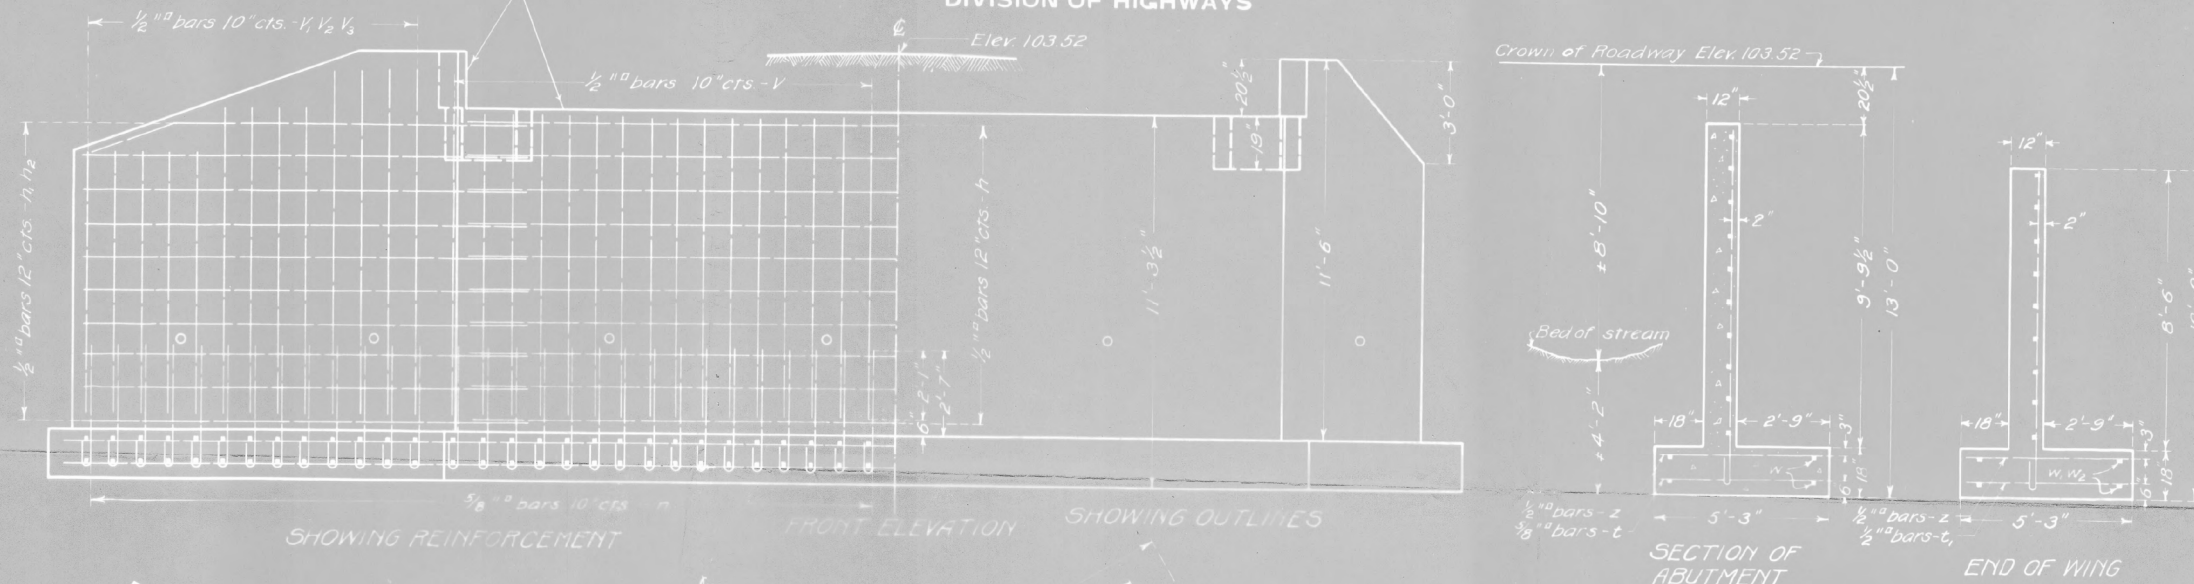 DIVISION OF HIGHWAYS
½"□ bars 10" cts. - V, V₂ V₃
℄
Elev. 103.52
½"□ bars 10" cts. - V
½"□ bars 12" cts. - h, h₂
½"□ bars 12" cts. - h
6"
2'-1"
2'-7"
11'-3½"
20½"
19"
11'-6"
3'-0"
⅝"□ bars 10" cts
SHOWING REINFORCEMENT
FRONT ELEVATION
SHOWING OUTLINES
Crown of Roadway Elev. 103.52
12"
20½"
±8'-10"
2"
9'-9½"
13'-0"
Bed of stream
±4'-2"
18"
2'-9"
3"
18"
6"
½"□ bars - z
⅝"□ bars - t
5'-3"
SECTION OF
ABUTMENT
12"
2"
8'-6"
18"
2'-9"
3"
W, W₂
18"
6"
½"□ bars - z
½"□ bars - t,
5'-3"
END OF WING